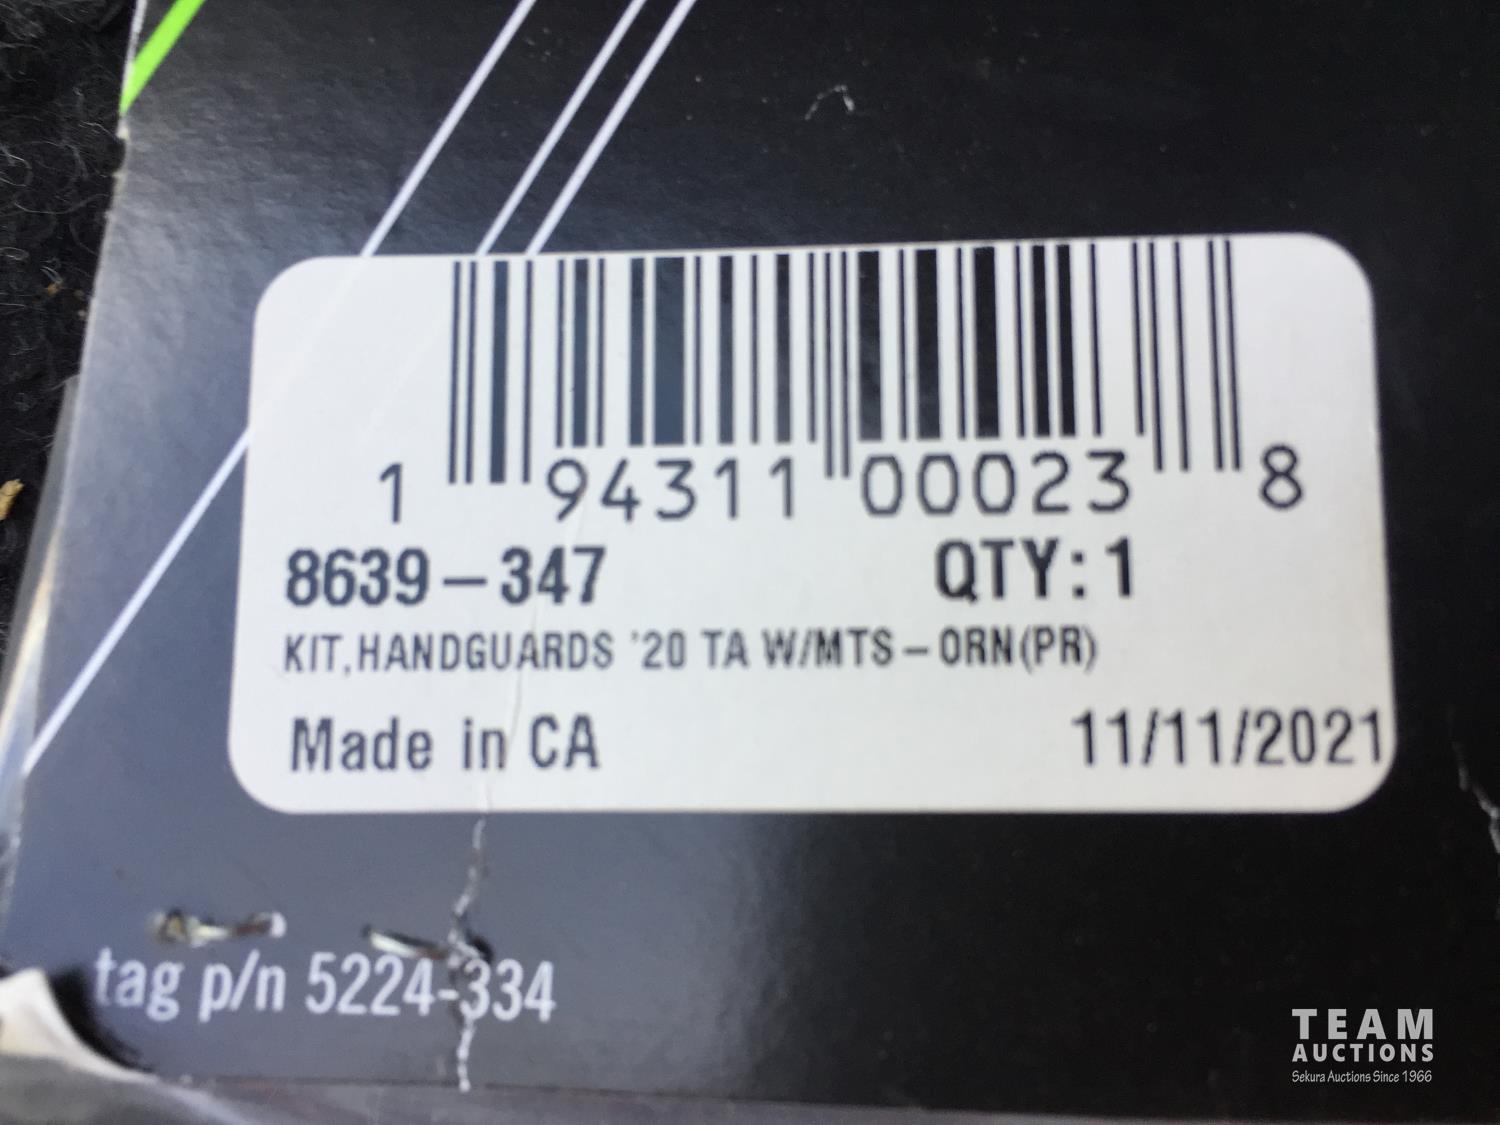 1 94311 00023 8
8639-347 QTY: 1
KIT, HANDGUARDS '20 TA W/MTS-ORN(PR)
Made in CA 11/11/2021
tag p/n 5224-334
TEAM
AUCTIONS
Sekura Auctions Since 1966